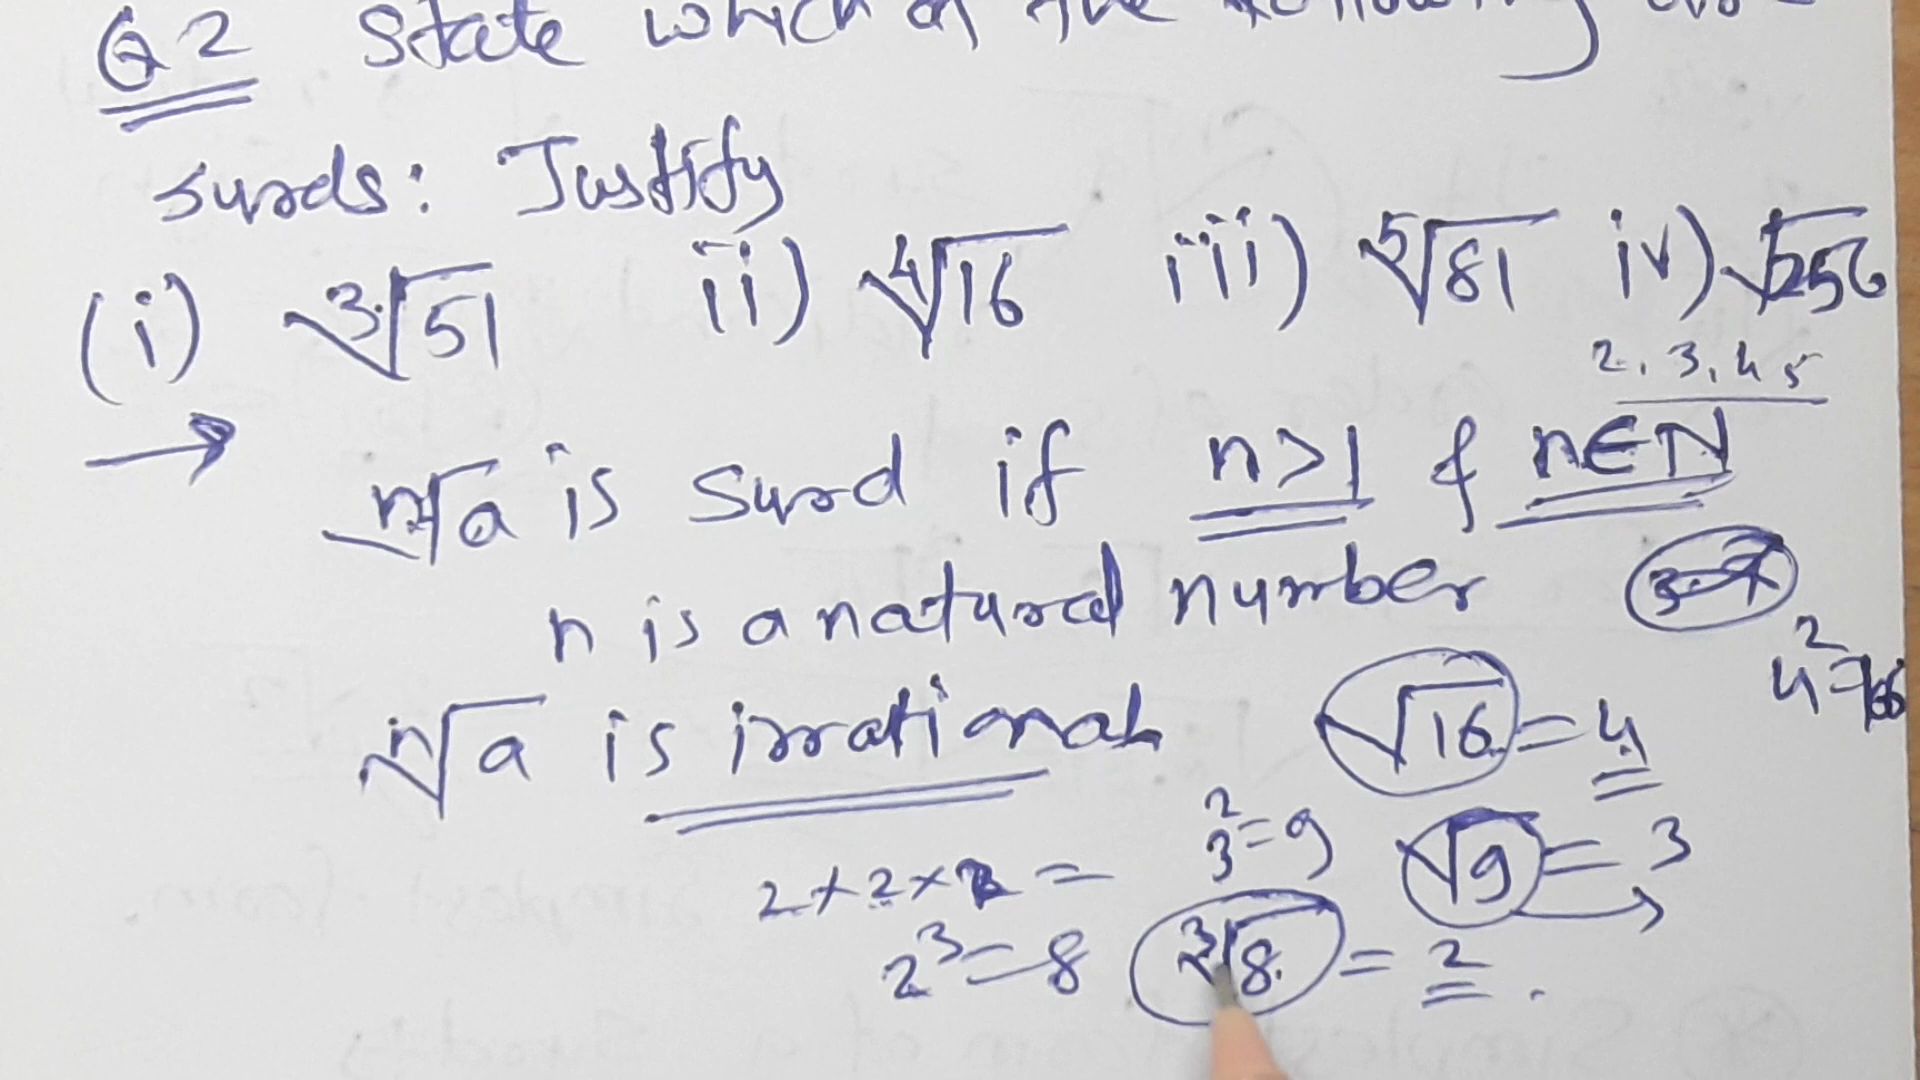 Q2 State which of the following are
surds: Justify
(i) ∛51 ii) ∜16 iii) ⁵√81 iv) √256
2, 3, 4 5
ⁿ√a is surd if n>1 & n∈N
n is a natural number
4²=16
ⁿ√a is irrational √16 = 4
2×2×2 = 3²=9 √9 = 3
2³=8 ∛8 = 2.